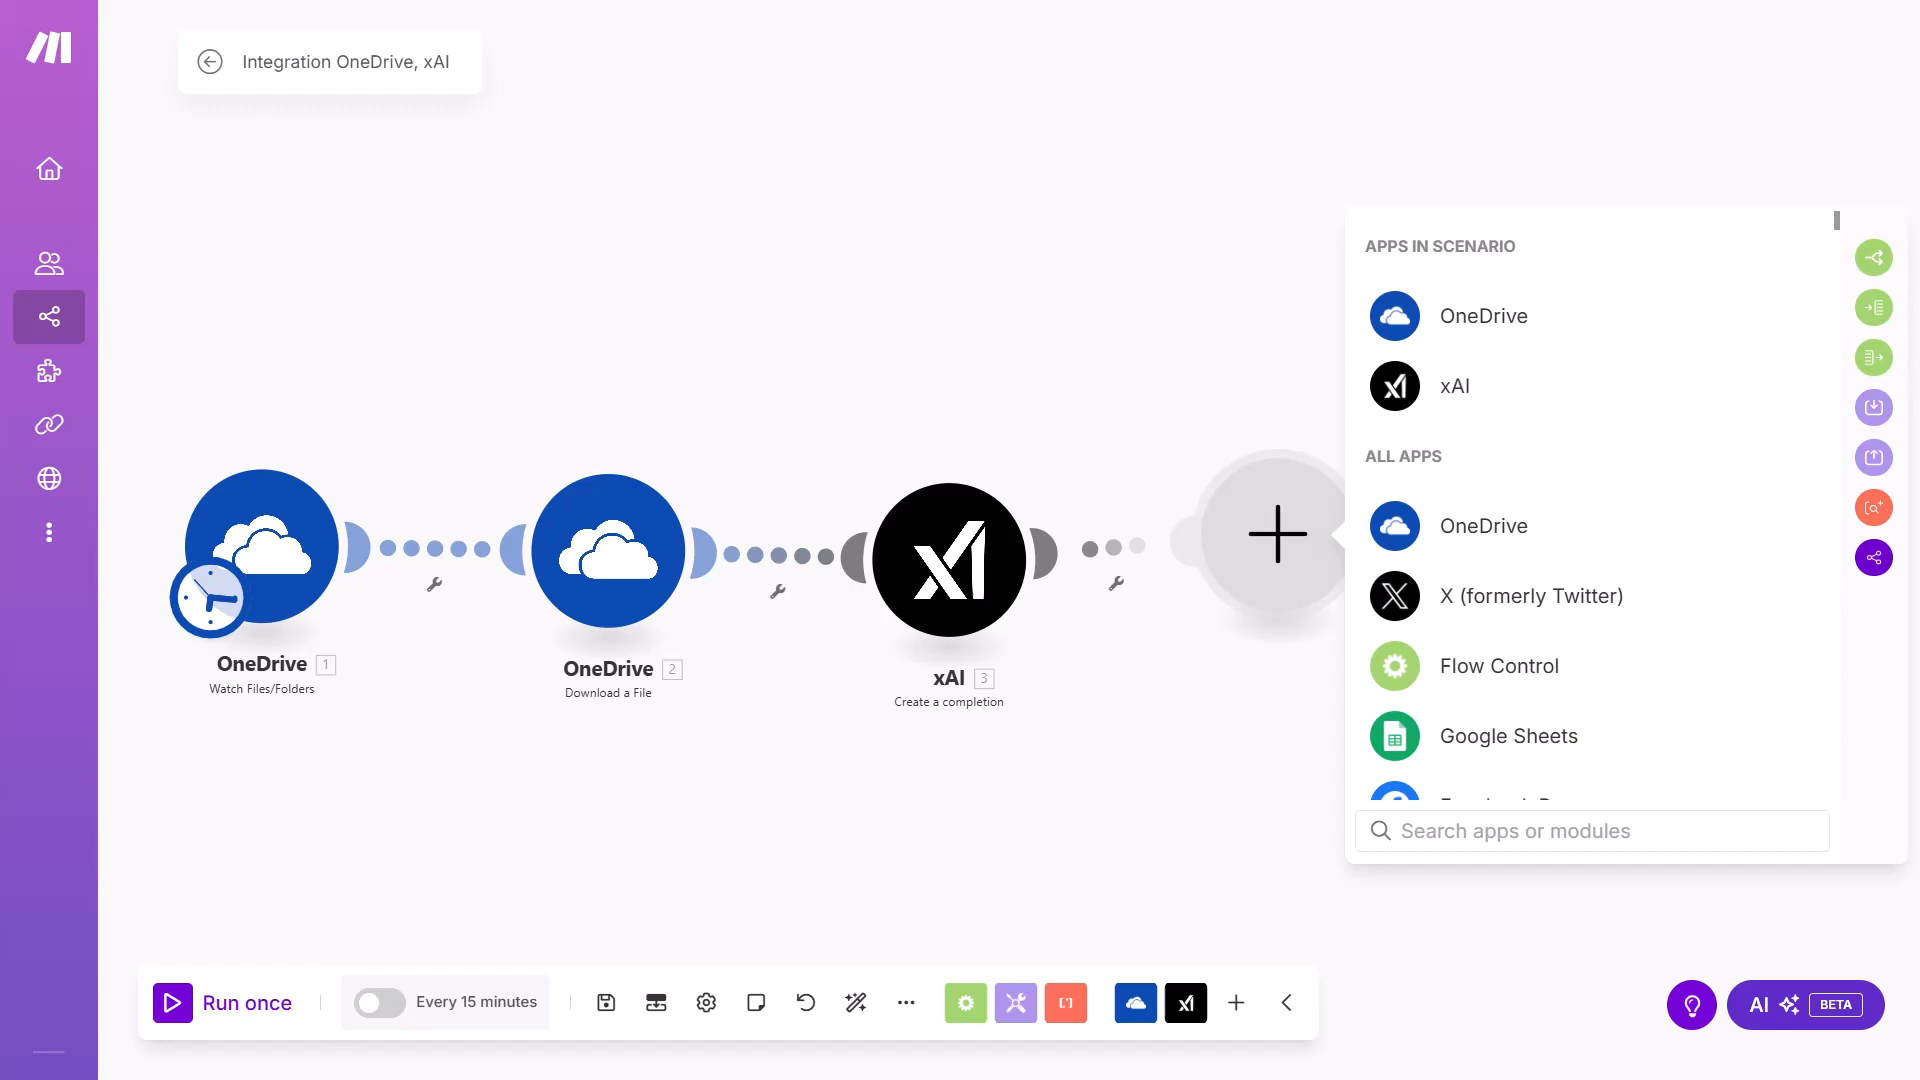 Integration OneDrive, xAI
APPS IN SCENARIO
OneDrive
xAI
ALL APPS
OneDrive
X (formerly Twitter)
Flow Control
Google Sheets
Search apps or modules
OneDrive 1
Watch Files/Folders
OneDrive 2
Download a File
xAI 3
Create a completion
Run once
Every 15 minutes
AI BETA